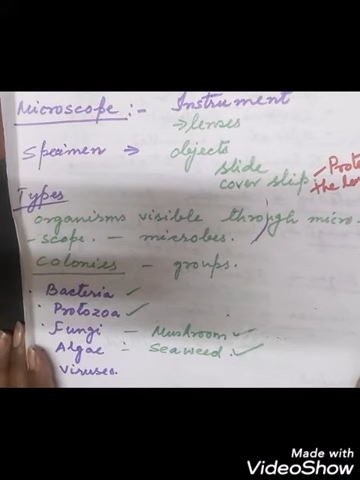 Microscope :- Instrument
→ lenses
Specimen → objects
slide
cover slip
the
Types
organisms visible through micro-
-scope. - microbes.
Colonies - groups.
· Bacteria ✓
· Protozoa ✓
· Fungi - Mushroom ✓
Algae - Seaweed. ✓
Viruses.
Made with
VideoShow